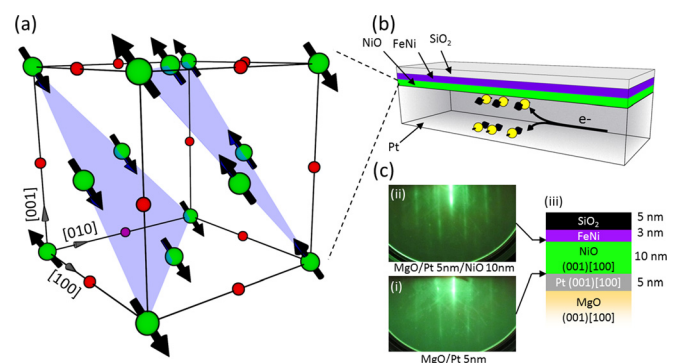 (a)
[001]
[010]
[100]
(b)
NiO
FeNi
SiO₂
e-
Pt
(c)
(ii)
MgO/Pt 5nm/NiO 10nm
(i)
MgO/Pt 5nm
(iii)
SiO₂ 5 nm
FeNi 3 nm
NiO
(001)[100] 10 nm
Pt (001)[100] 5 nm
MgO
(001)[100]